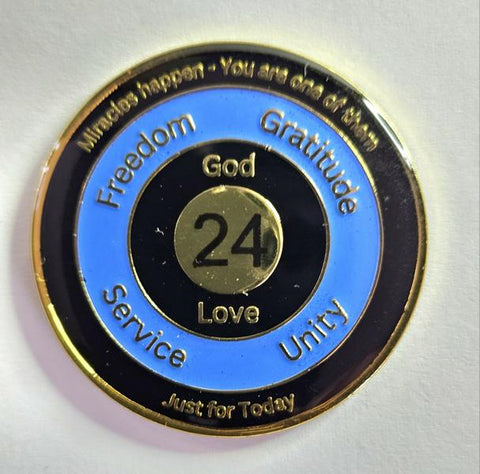 Miracles happen - You are one of them
Freedom
Gratitude
God
24
Love
Service
Unity
Just for Today